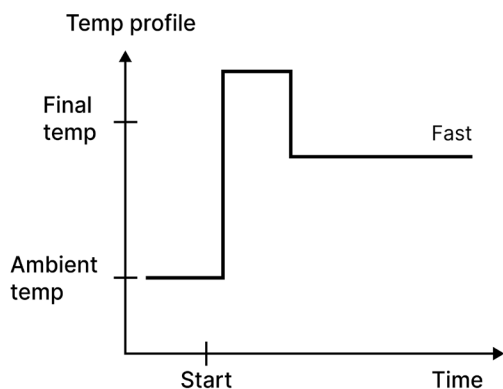 Temp profile
Final
temp
Fast
Ambient
temp
Start
Time